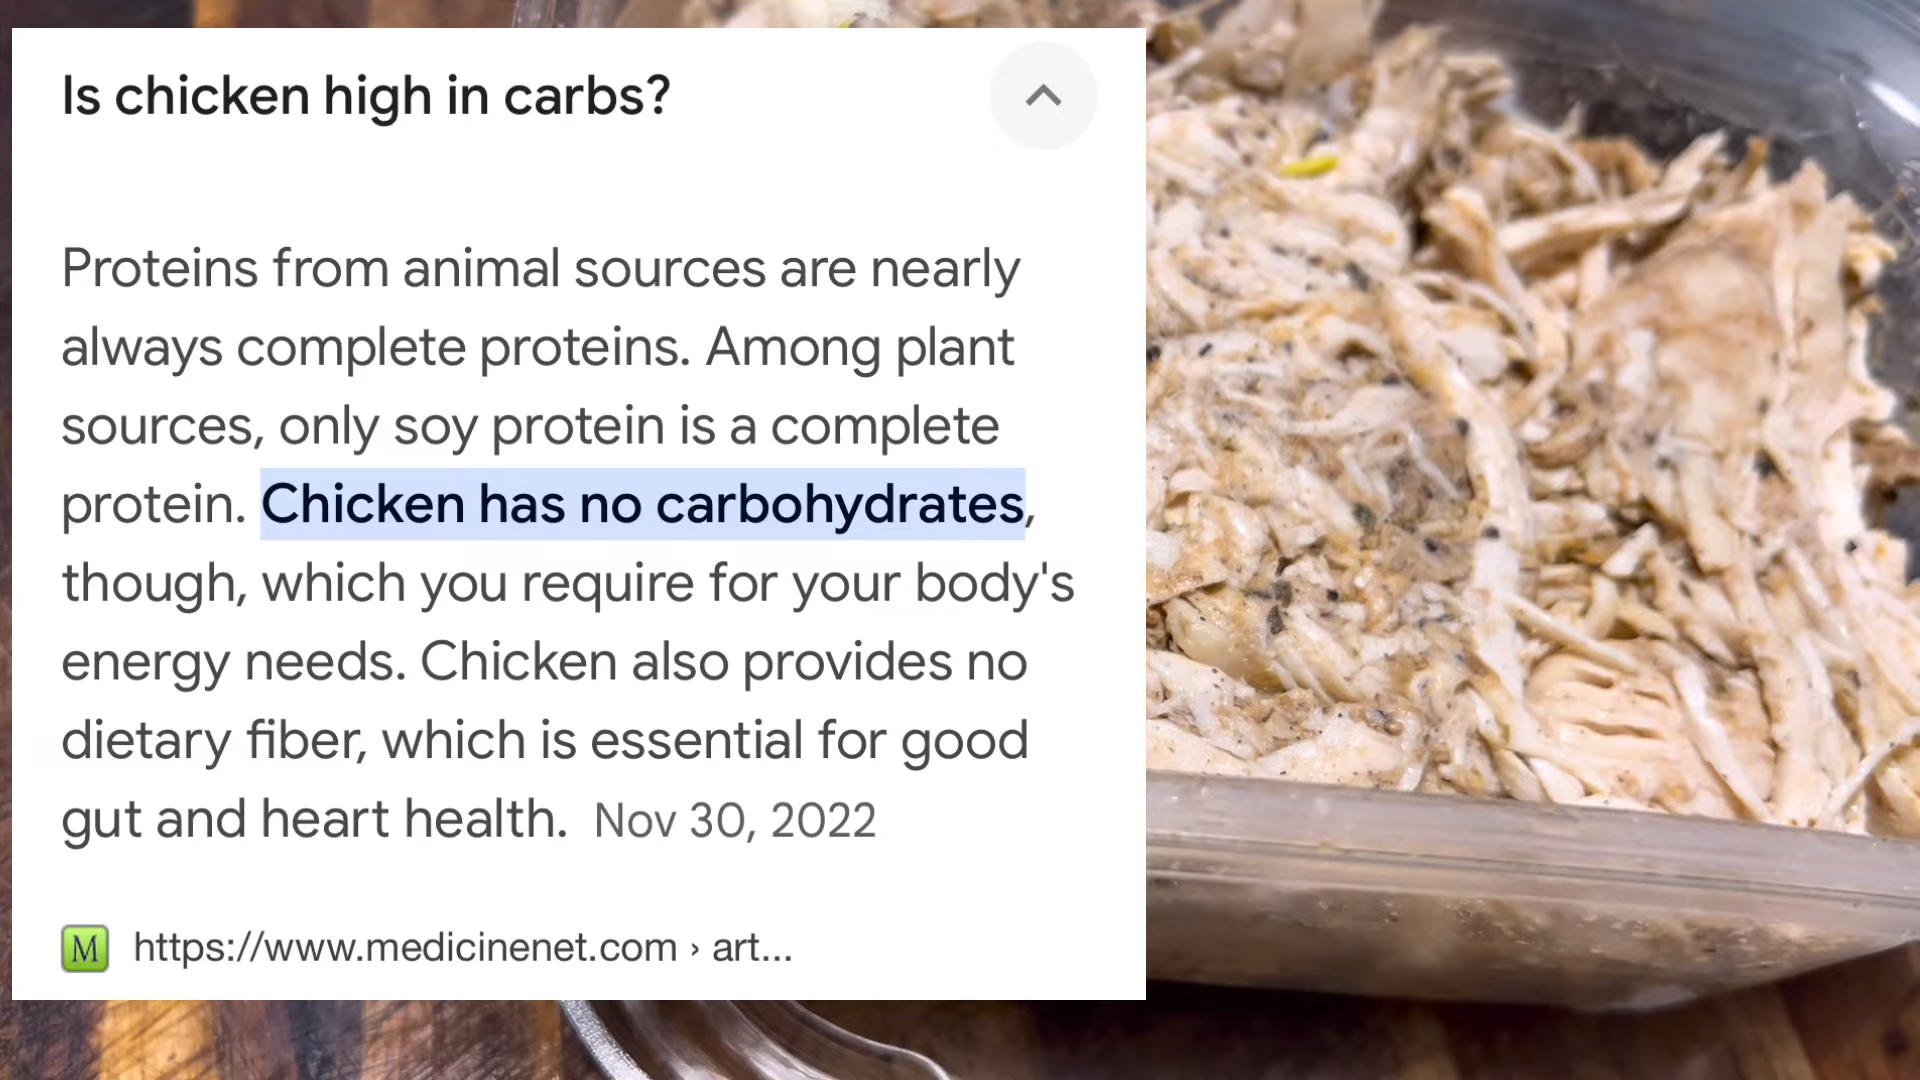 Is chicken high in carbs?
Proteins from animal sources are nearly
always complete proteins. Among plant
sources, only soy protein is a complete
protein. Chicken has no carbohydrates,
though, which you require for your body's
energy needs. Chicken also provides no
dietary fiber, which is essential for good
gut and heart health. Nov 30, 2022
M https://www.medicinenet.com › art...